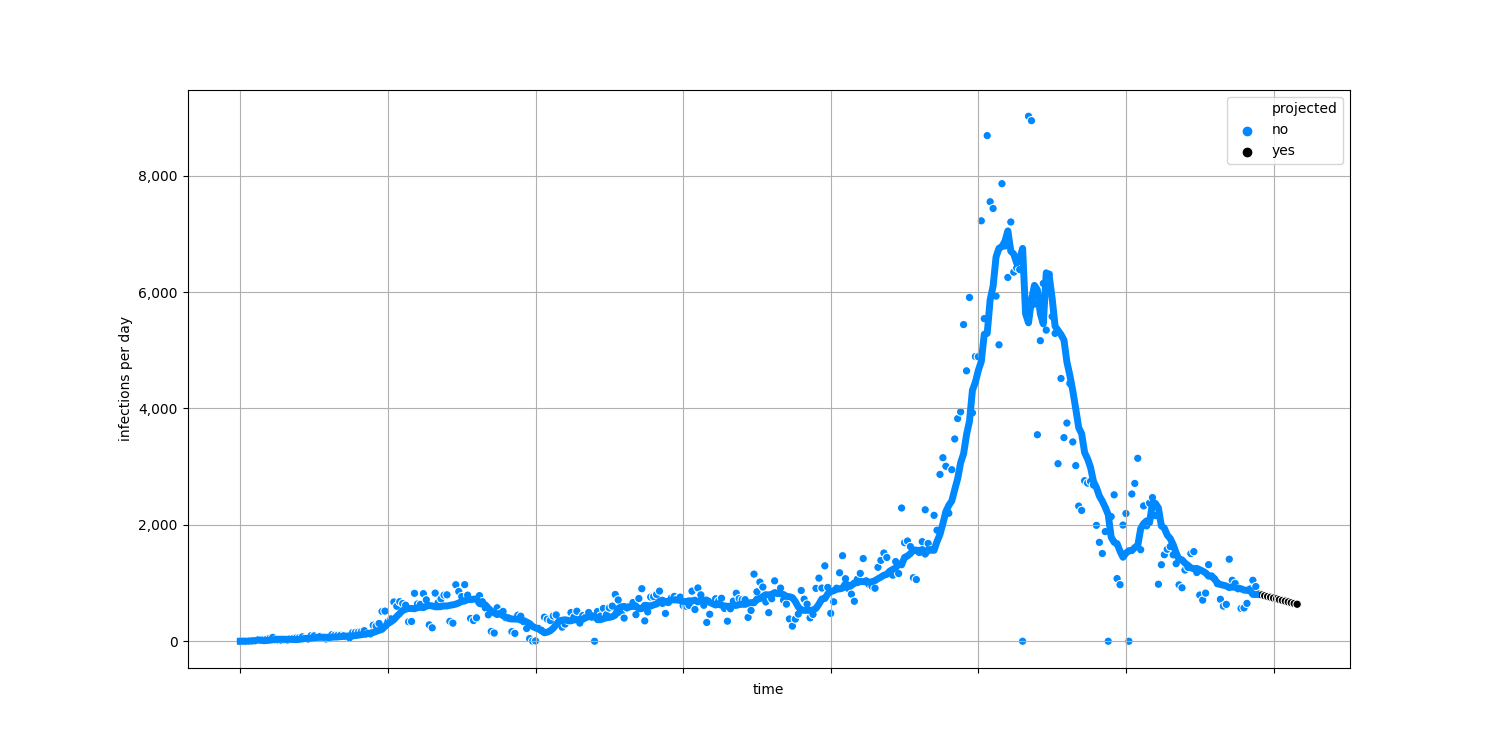 projected
no
yes
8,000
6,000
4,000
2,000
0
infections per day
time